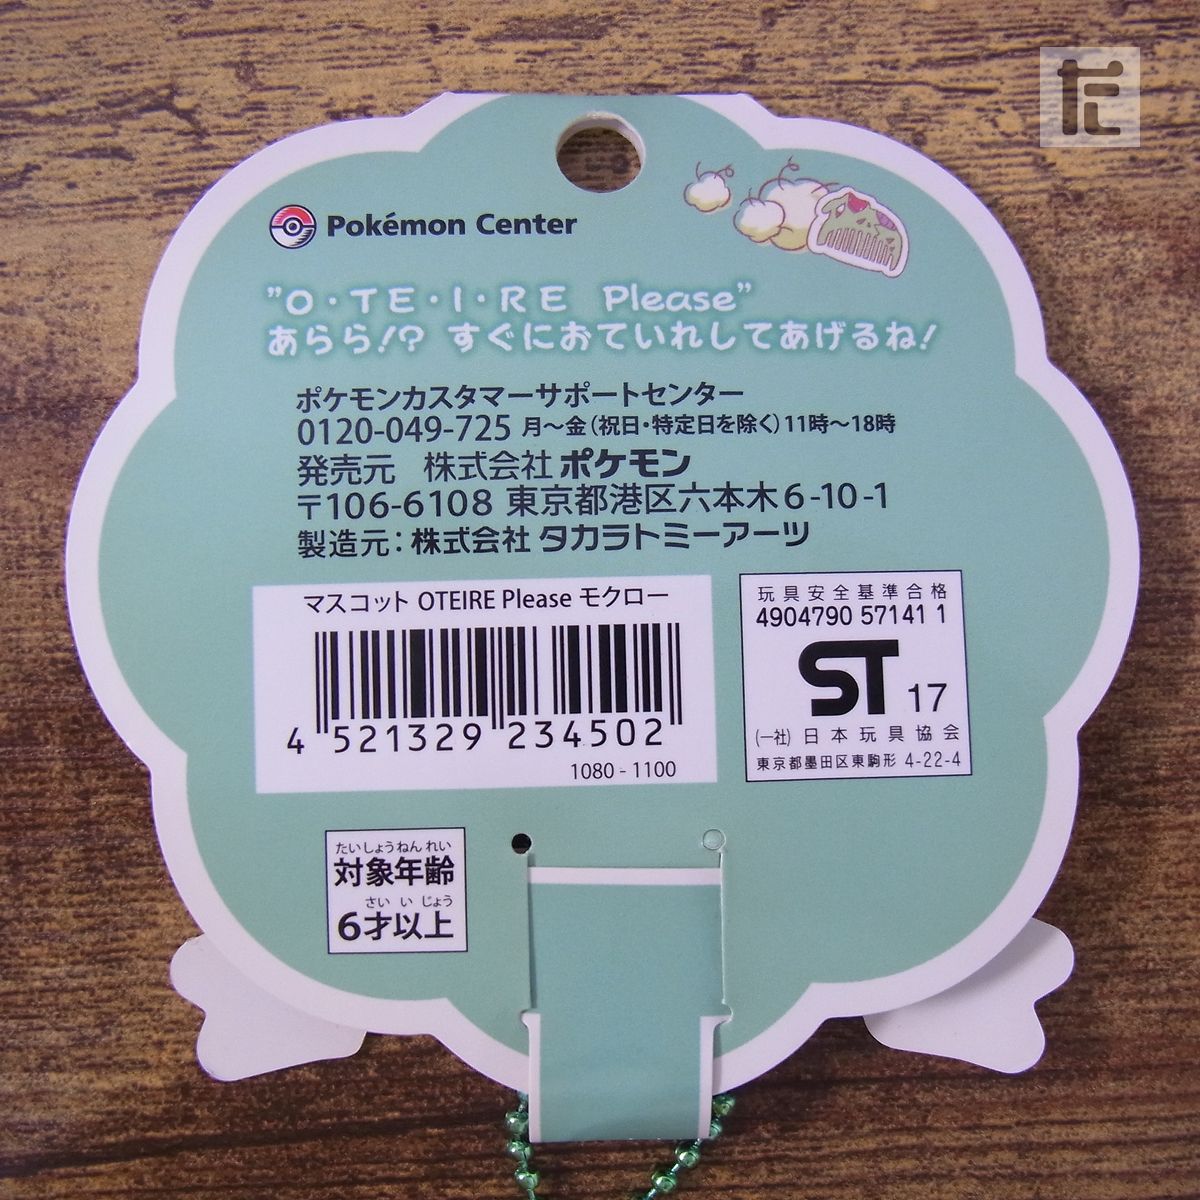 た
Pokémon Center
"O・TE・I・RE Please"
あらら!? すぐにおていれしてあげるね!
ポケモンカスタマーサポートセンター
0120-049-725 月～金(祝日・特定日を除く)11時～18時
発売元 株式会社 ポケモン
〒106-6108 東京都港区六本木6-10-1
製造元：株式会社 タカラトミーアーツ
マスコット OTEIRE Please モクロー
4 521329 234502
1080 - 1100
玩具安全基準合格
4904790 57141 1
ST 17
(一社) 日本玩具協会
東京都墨田区東駒形 4-22-4
たいしょうねんれい
対象年齢
さい い じょう
6才以上